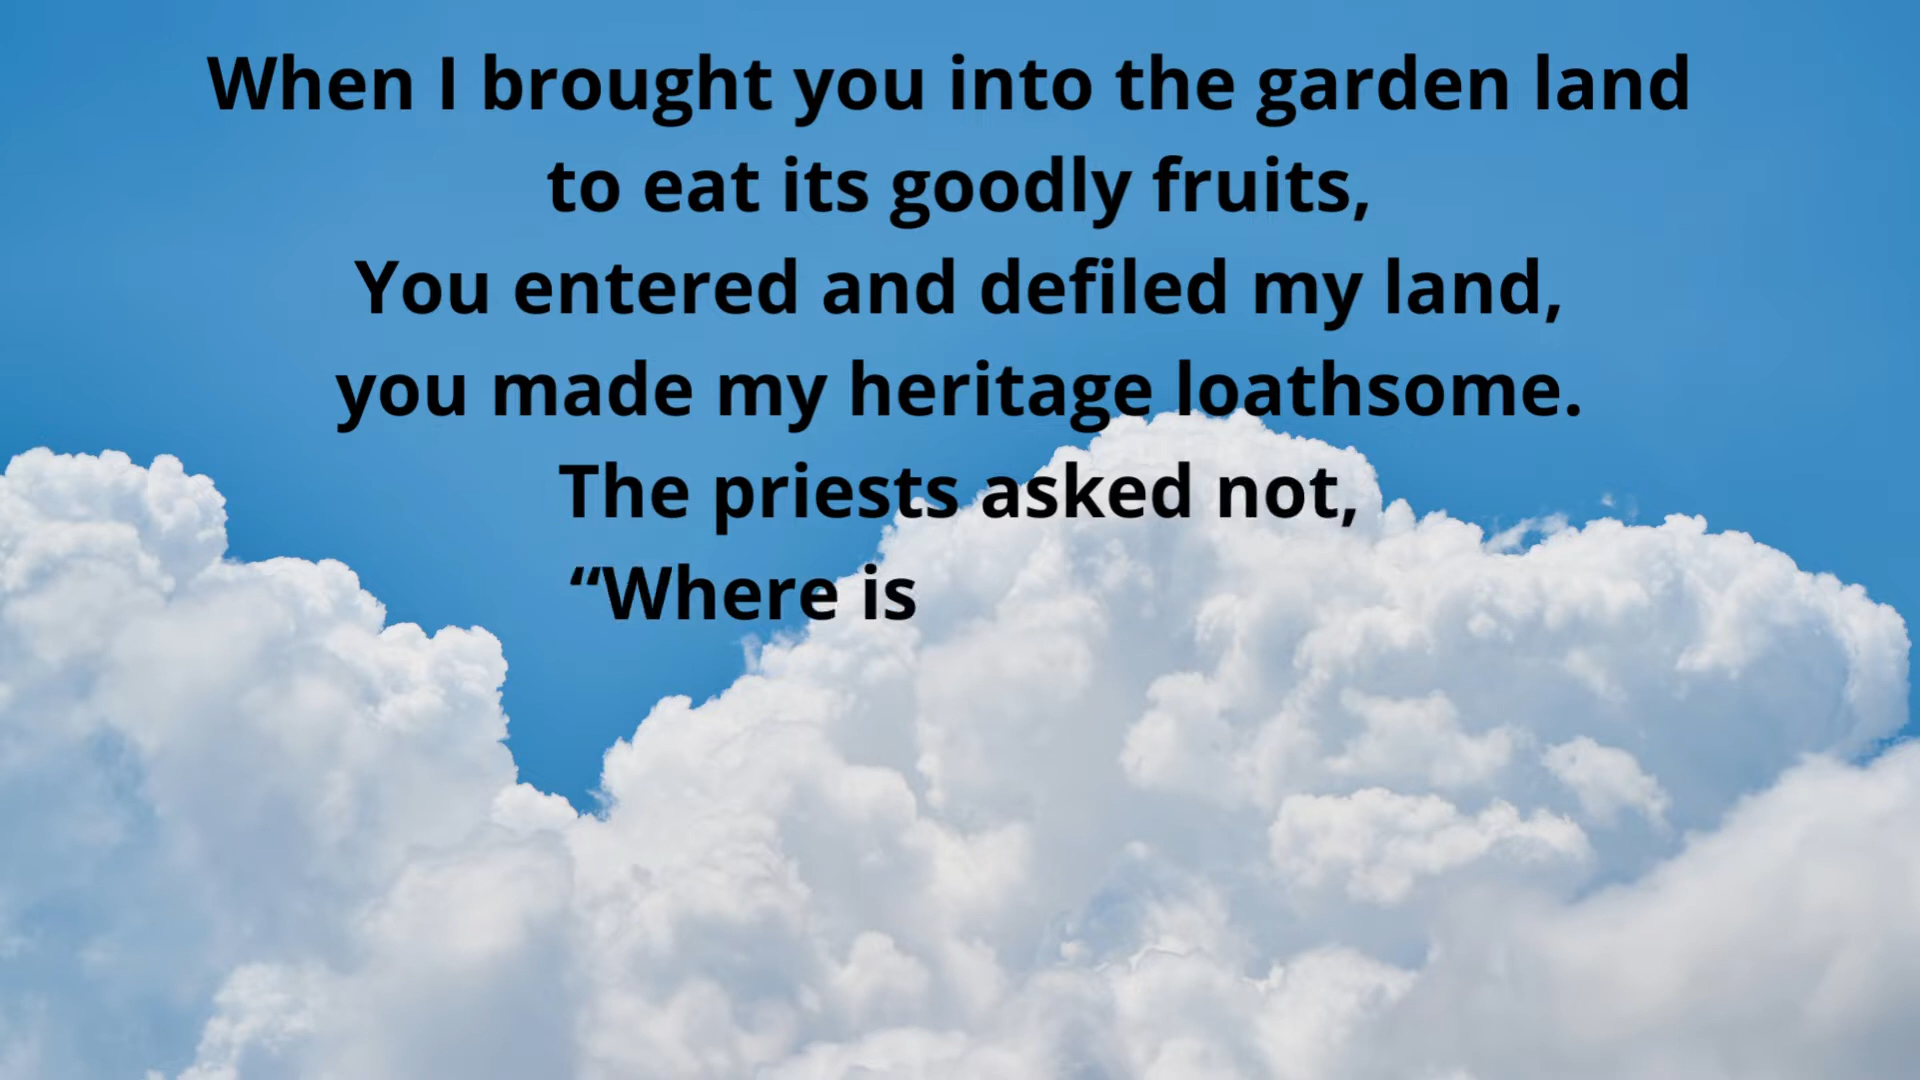 When I brought you into the garden land
to eat its goodly fruits,
You entered and defiled my land,
you made my heritage loathsome.
The priests asked not,
“Where is